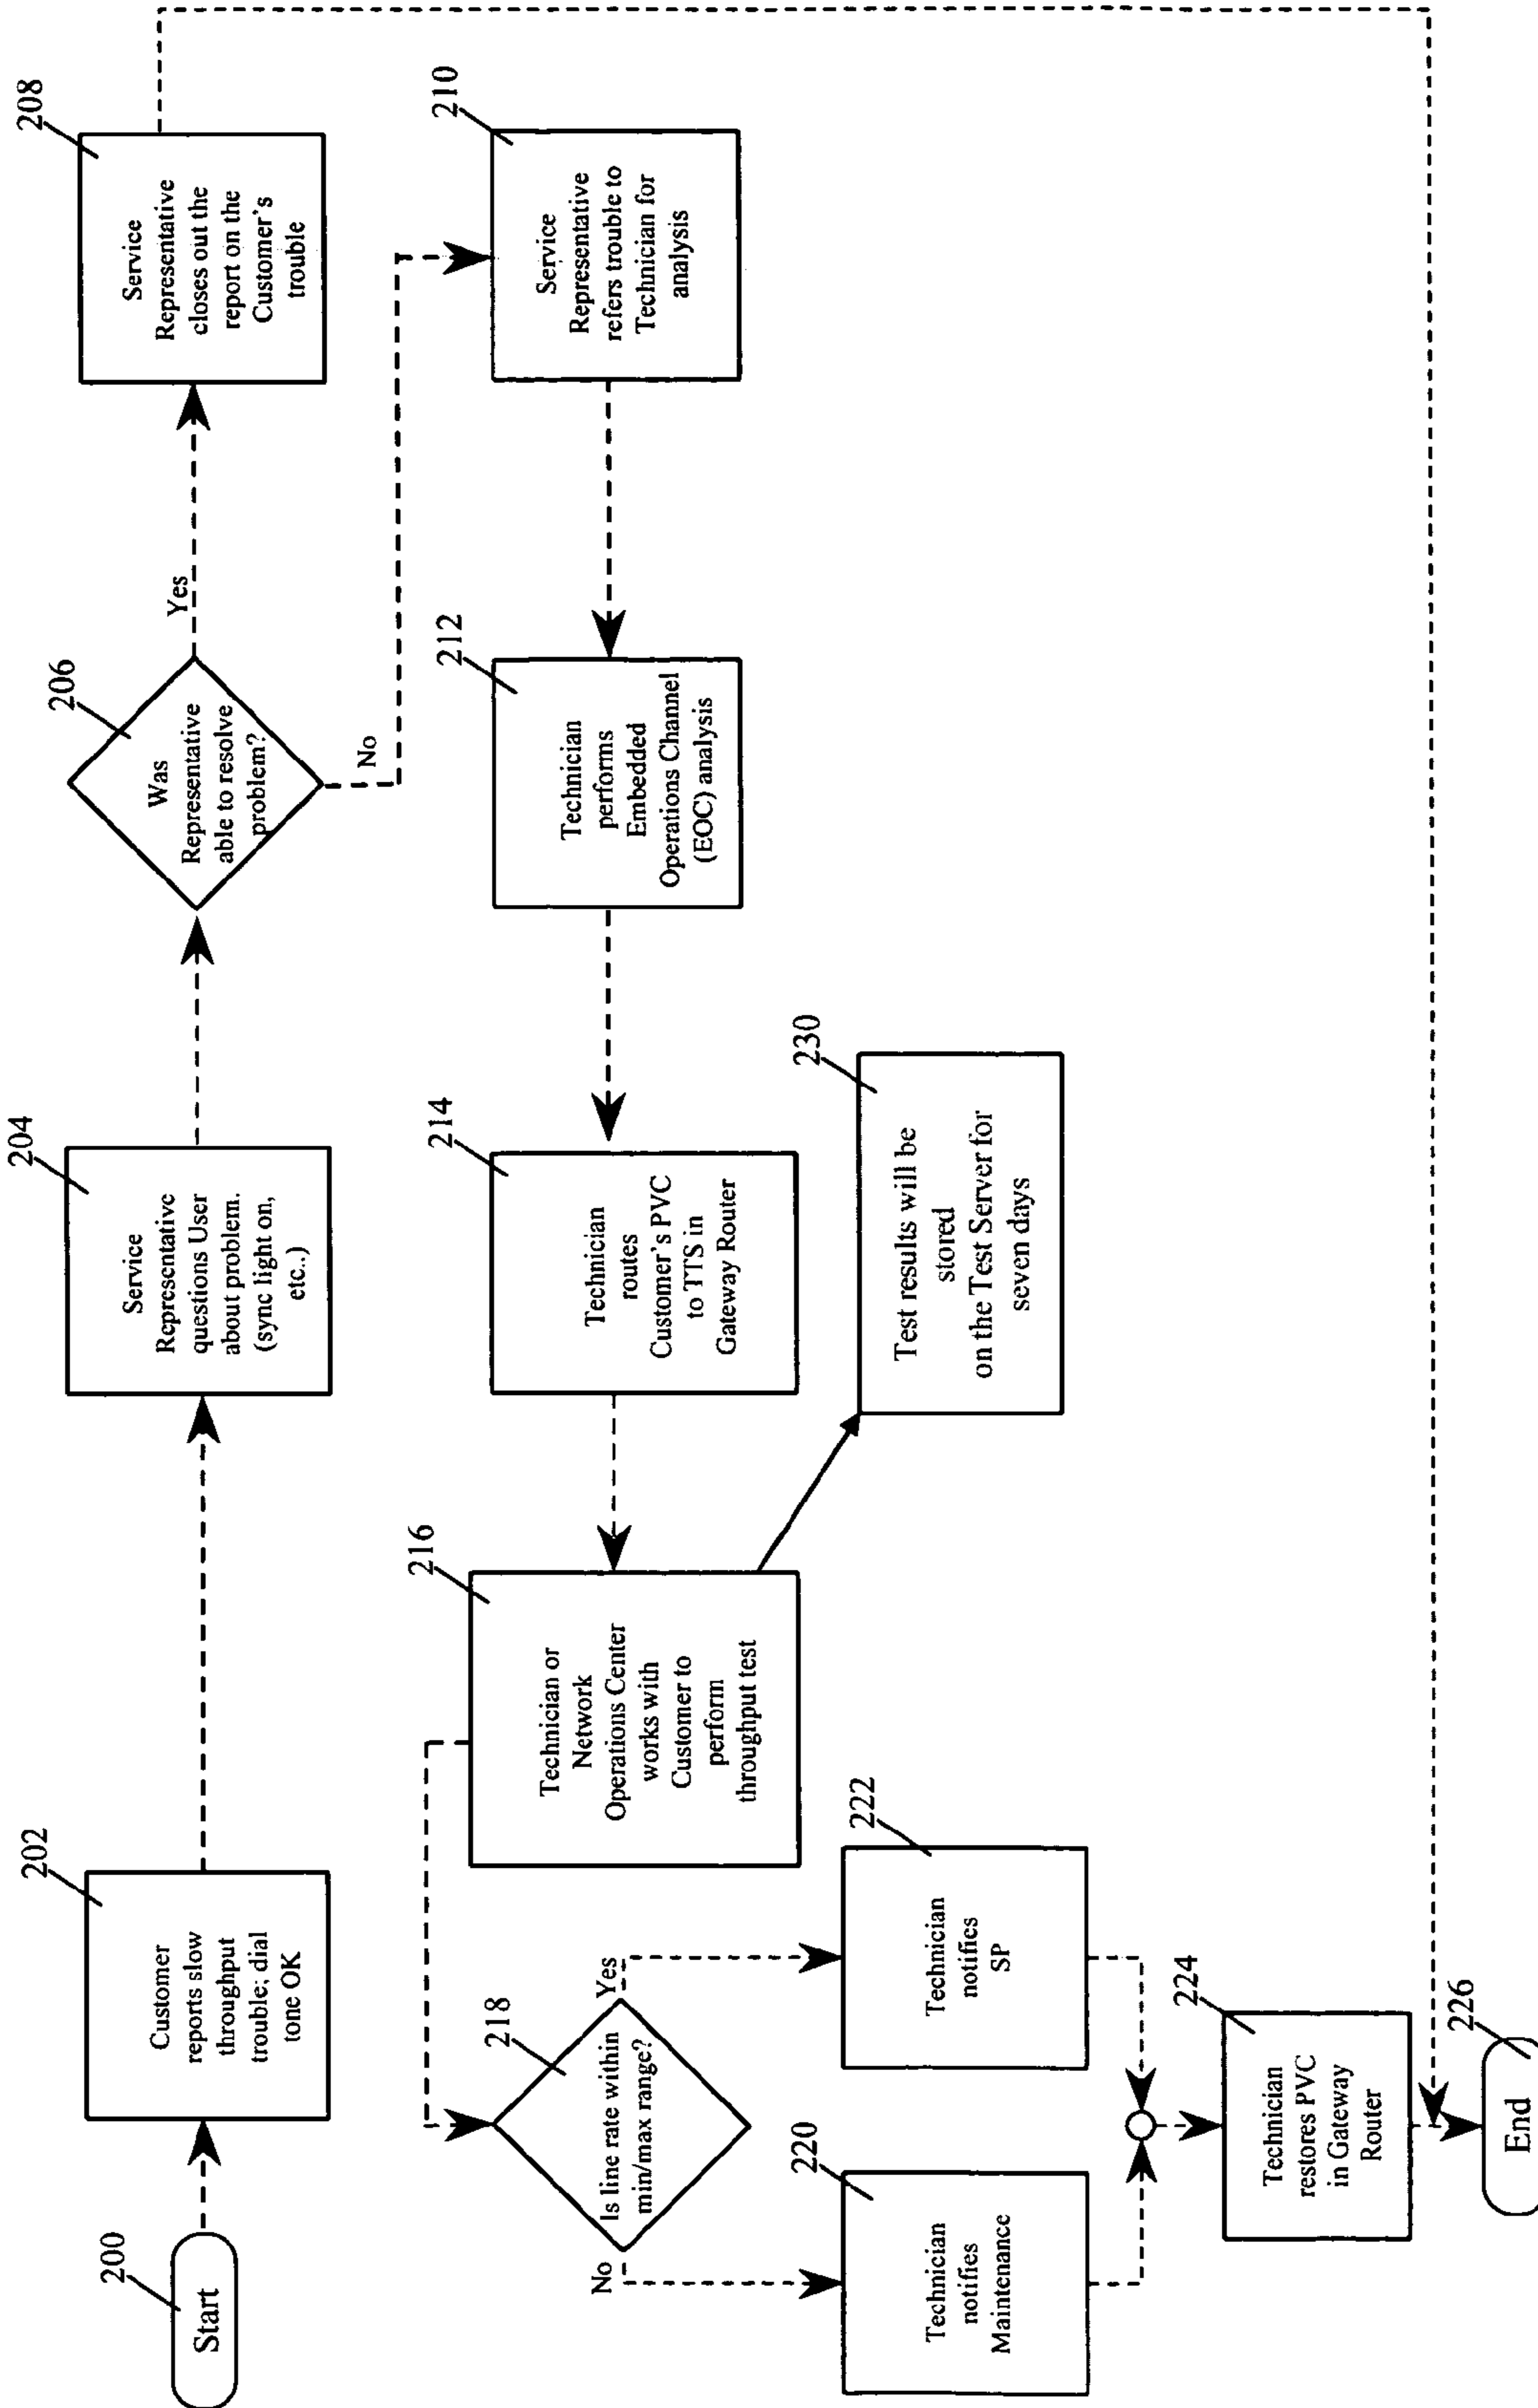 200
Start
202
Customer
reports slow
throughput
trouble; dial
tone OK
204
Service
Representative
questions User
about problem.
(sync light on,
etc..)
206
Was
Representative
able to resolve
problem?
Yes
No
208
Service
Representative
closes out the
report on the
Customer's
trouble
210
Service
Representative
refers trouble to
Technician for
analysis
212
Technician
performs
Embedded
Operations Channel
(EOC) analysis
214
Technician
routes
Customer's PVC
to TTS in
Gateway Router
216
Technician or
Network
Operations Center
works with
Customer to
perform
throughput test
230
Test results will be
stored
on the Test Server for
seven days
218
Is line rate within
min/max range?
No
Yes
220
Technician
notifies
Maintenance
222
Technician
notifies
SP
224
Technician
restores PVC
in Gateway
Router
226
End